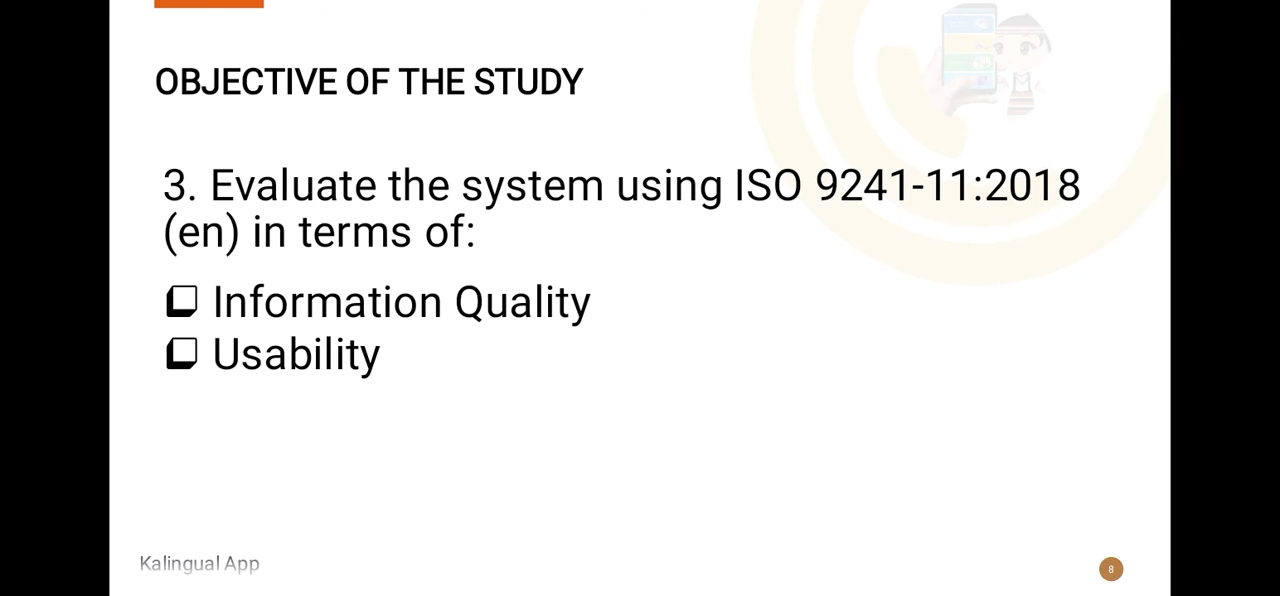 OBJECTIVE OF THE STUDY
3. Evaluate the system using ISO 9241-11:2018
(en) in terms of:
❑ Information Quality
❑ Usability
Kalingual App
8